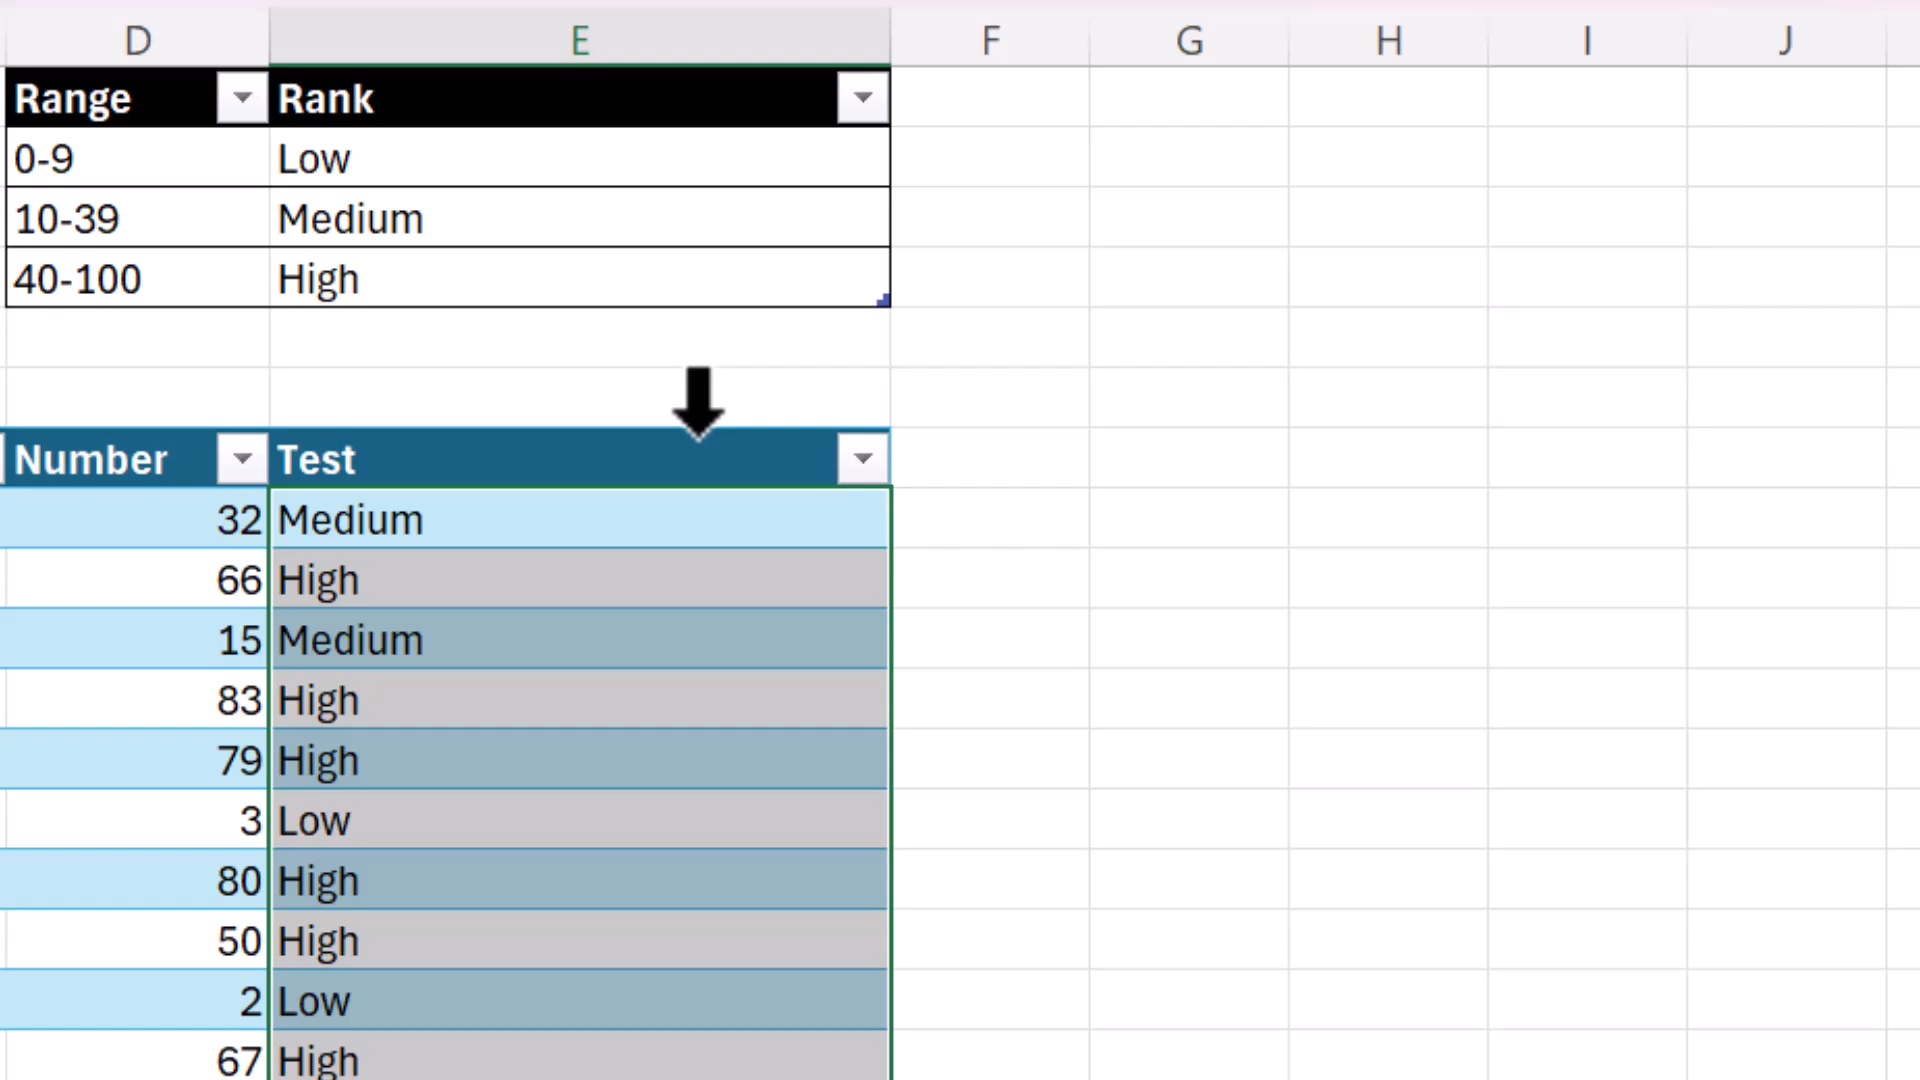 D E F G H I J
Range Rank
0-9 Low
10-39 Medium
40-100 High
Number Test
32 Medium
66 High
15 Medium
83 High
79 High
3 Low
80 High
50 High
2 Low
67 High